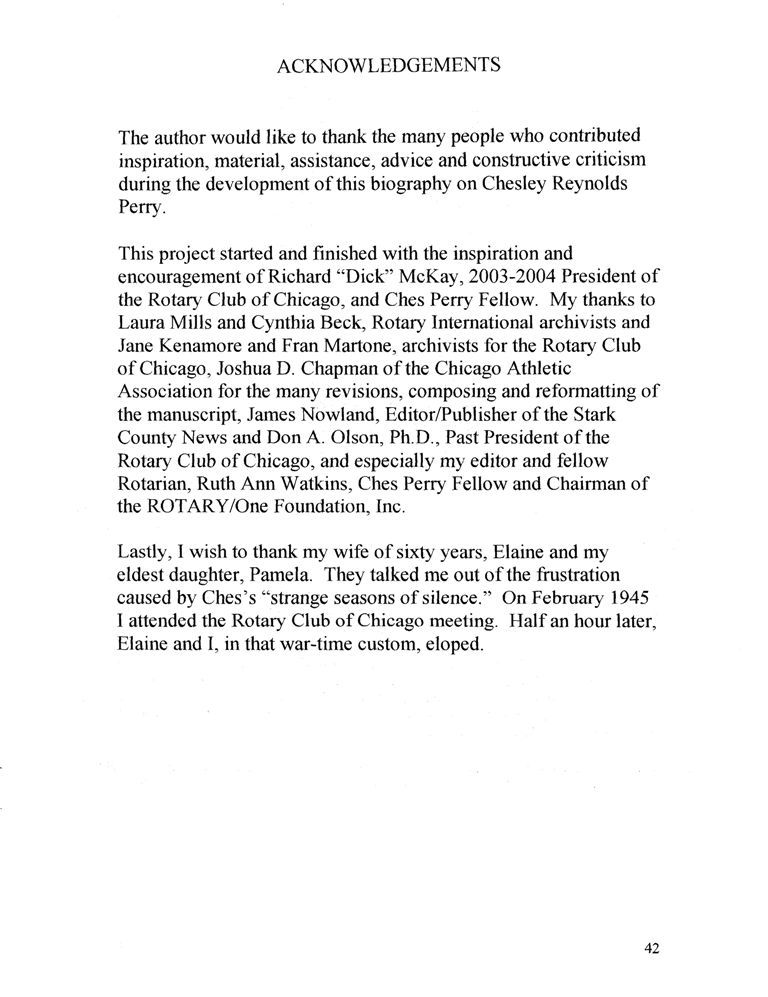 ACKNOWLEDGEMENTS
The author would like to thank the many people who contributed
inspiration, material, assistance, advice and constructive criticism
during the development of this biography on Chesley Reynolds
Perry.
This project started and finished with the inspiration and
encouragement of Richard “Dick” McKay, 2003-2004 President of
the Rotary Club of Chicago, and Ches Perry Fellow.  My thanks to
Laura Mills and Cynthia Beck, Rotary International archivists and
Jane Kenamore and Fran Martone, archivists for the Rotary Club
of Chicago, Joshua D. Chapman of the Chicago Athletic
Association for the many revisions, composing and reformatting of
the manuscript, James Nowland, Editor/Publisher of the Stark
County News and Don A. Olson, Ph.D., Past President of the
Rotary Club of Chicago, and especially my editor and fellow
Rotarian, Ruth Ann Watkins, Ches Perry Fellow and Chairman of
the ROTARY/One Foundation, Inc.
Lastly, I wish to thank my wife of sixty years, Elaine and my
eldest daughter, Pamela.  They talked me out of the frustration
caused by Ches’s “strange seasons of silence.”  On February 1945
I attended the Rotary Club of Chicago meeting.  Half an hour later,
Elaine and I, in that war-time custom, eloped.
42